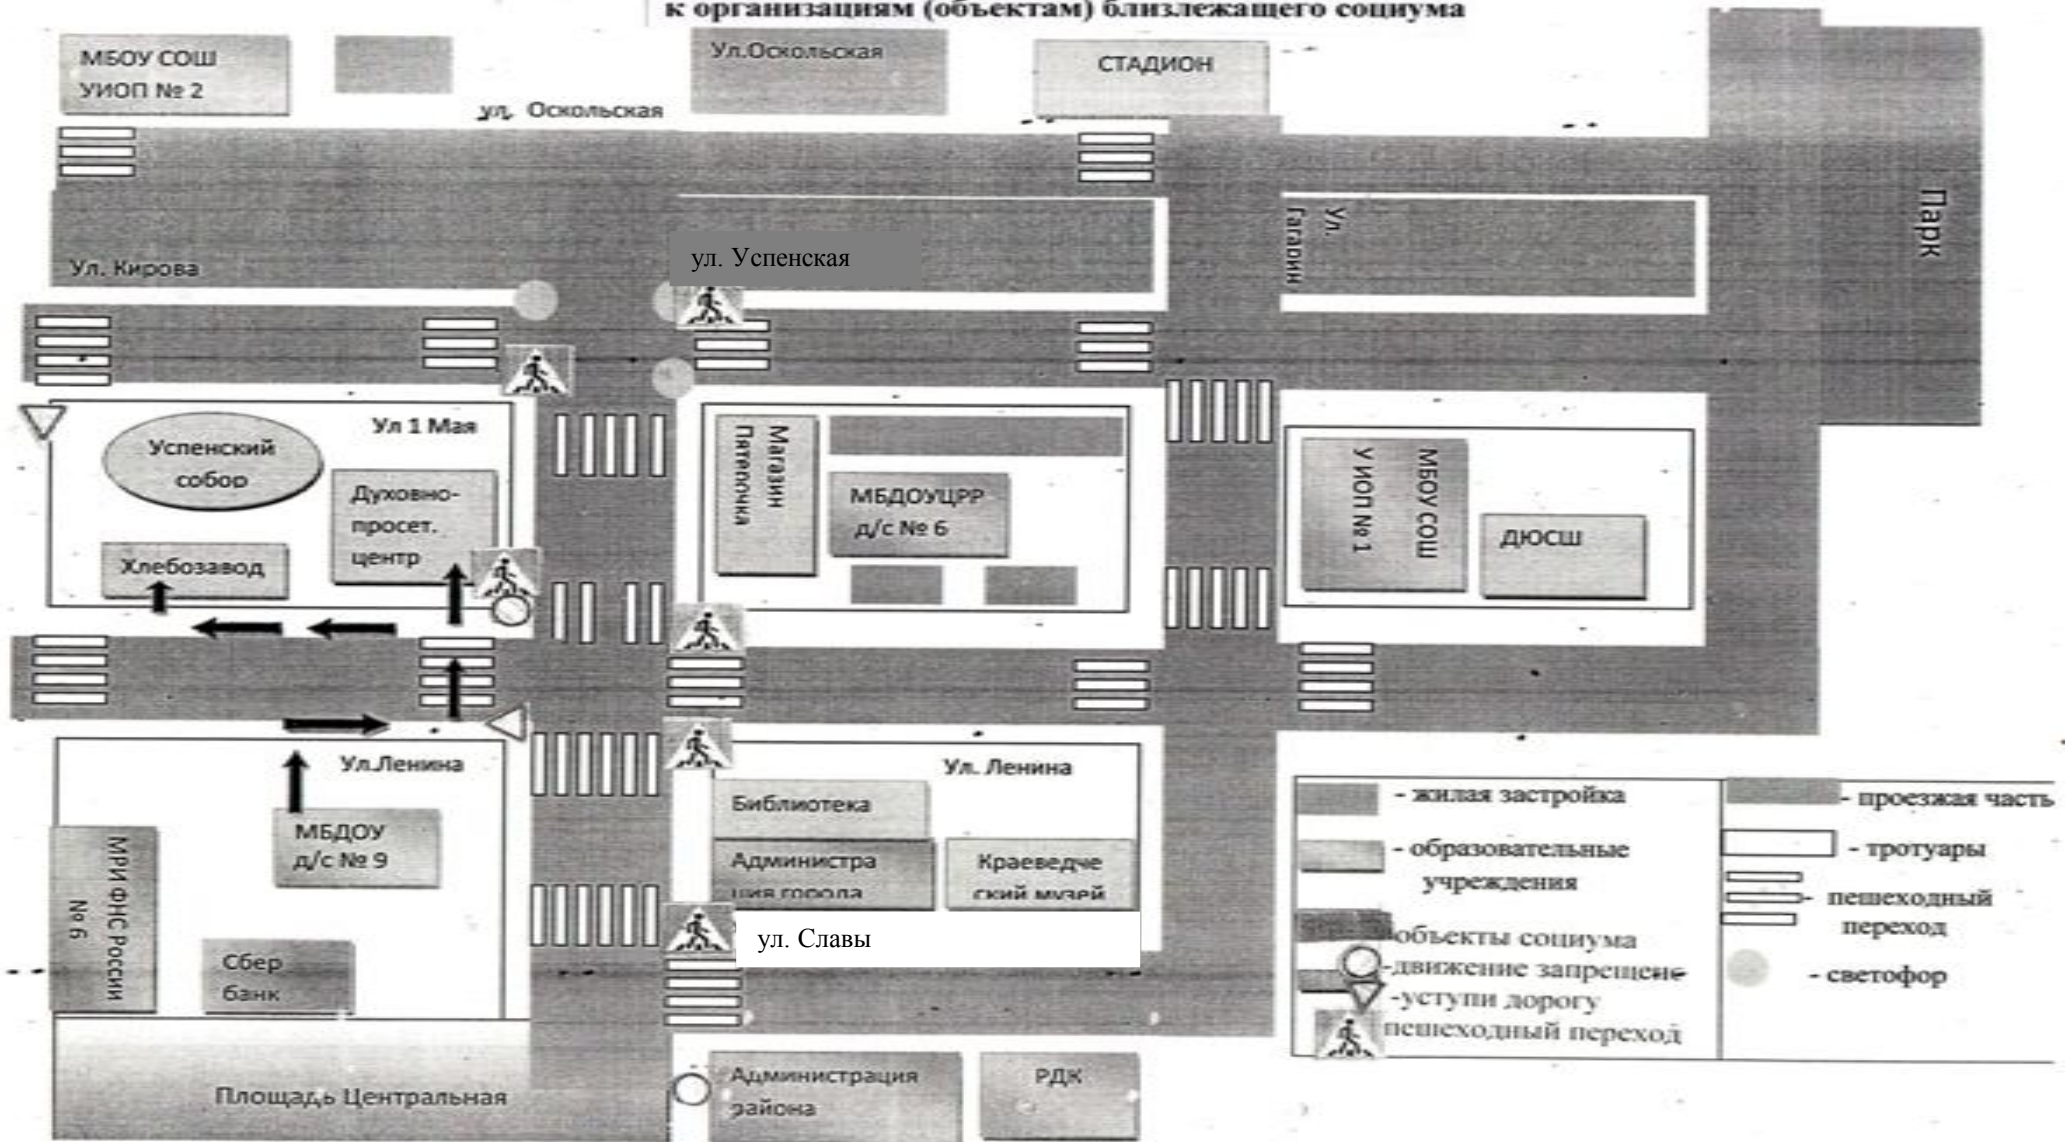 к организациям (объектам) близлежащего социума
МБОУ СОШ
УИОП № 2
ул. Оскольская
Ул.Оскольская
СТАДИОН
Парк
Ул.
Гагарин
Ул. Кирова
ул. Успенская
Ул 1 Мая
Успенский
собор
Духовно-
просет.
центр
Хлебозавод
Магазин
Пятерочка
МБДОУЦРР
д/с № 6
МБОУ СОШ
У ИОП № 1
ДЮСШ
Ул.Ленина
МБДОУ
д/с № 9
МРИ ФНС России
№ 6
Сбер
банк
Площадь Центральная
Ул. Ленина
Библиотека
Администра
ция города
Краеведче
ский музей
ул. Славы
Администрация
района
РДК
- жилая застройка
- образовательные
учреждения
объекты социума
-движение запрещене
-уступи дорогу
пешеходный переход
- проезжая часть
- тротуары
- пешеходный
переход
- светофор